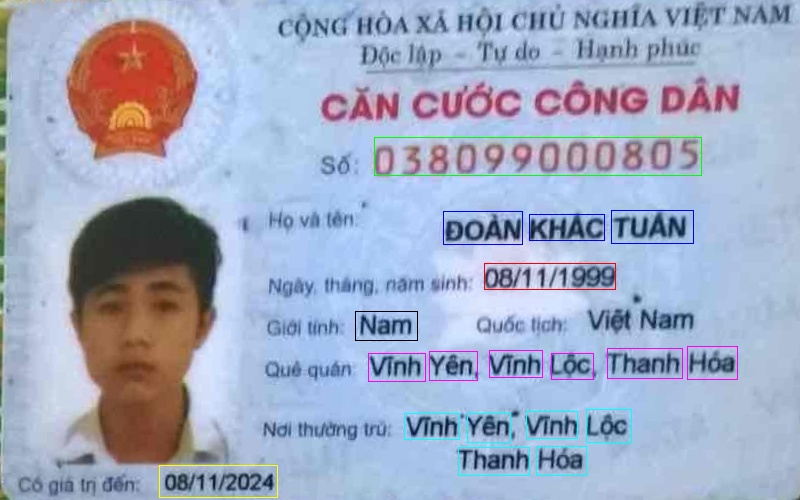 CỘNG HÒA XÃ HỘI CHỦ NGHĨA VIỆT NAM
Độc lập - Tự do - Hạnh phúc
CĂN CƯỚC CÔNG DÂN
Số: 038099000805
Họ và tên:
ĐOÀN KHẮC TUÂN
Ngày, tháng, năm sinh: 08/11/1999
Giới tính: Nam Quốc tịch: Việt Nam
Quê quán: Vĩnh Yên, Vĩnh Lộc, Thanh Hóa
Nơi thường trú: Vĩnh Yên, Vĩnh Lộc
Thanh Hóa
Có giá trị đến: 08/11/2024